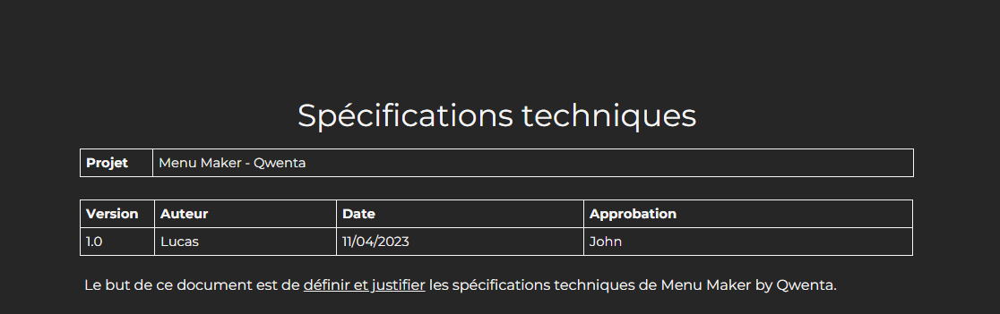 Spécifications techniques
Projet Menu Maker - Qwenta
Version Auteur Date Approbation
1.0 Lucas 11/04/2023 John
Le but de ce document est de définir et justifier les spécifications techniques de Menu Maker by Qwenta.